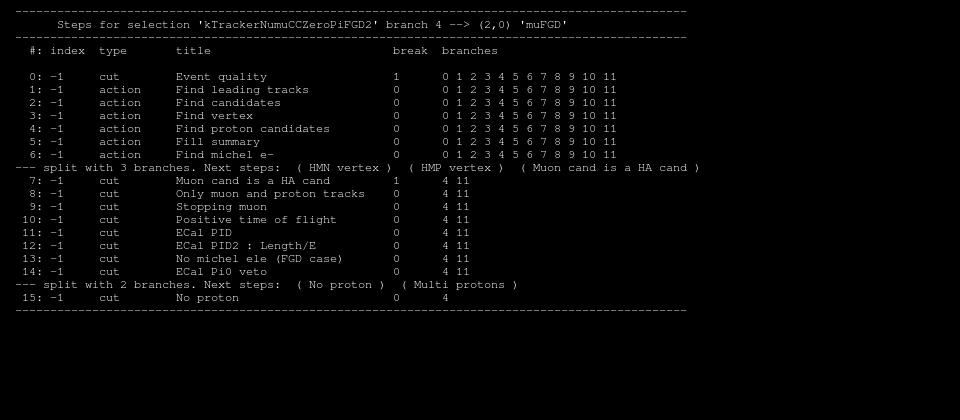 ------------------------------------------------------------------------------------------------
Steps for selection 'kTrackerNumuCCZeroPiFGD2' branch 4 --> (2,0) 'muFGD'
------------------------------------------------------------------------------------------------
#: index type title break branches
0: -1 cut Event quality 1 0 1 2 3 4 5 6 7 8 9 10 11
1: -1 action Find leading tracks 0 0 1 2 3 4 5 6 7 8 9 10 11
2: -1 action Find candidates 0 0 1 2 3 4 5 6 7 8 9 10 11
3: -1 action Find vertex 0 0 1 2 3 4 5 6 7 8 9 10 11
4: -1 action Find proton candidates 0 0 1 2 3 4 5 6 7 8 9 10 11
5: -1 action Fill summary 0 0 1 2 3 4 5 6 7 8 9 10 11
6: -1 action Find michel e- 0 0 1 2 3 4 5 6 7 8 9 10 11
--- split with 3 branches. Next steps: ( HMN vertex ) ( HMP vertex ) ( Muon cand is a HA cand )
7: -1 cut Muon cand is a HA cand 1 4 11
8: -1 cut Only muon and proton tracks 0 4 11
9: -1 cut Stopping muon 0 4 11
10: -1 cut Positive time of flight 0 4 11
11: -1 cut ECal PID 0 4 11
12: -1 cut ECal PID2 : Length/E 0 4 11
13: -1 cut No michel ele (FGD case) 0 4 11
14: -1 cut ECal Pi0 veto 0 4 11
--- split with 2 branches. Next steps: ( No proton ) ( Multi protons )
15: -1 cut No proton 0 4
------------------------------------------------------------------------------------------------